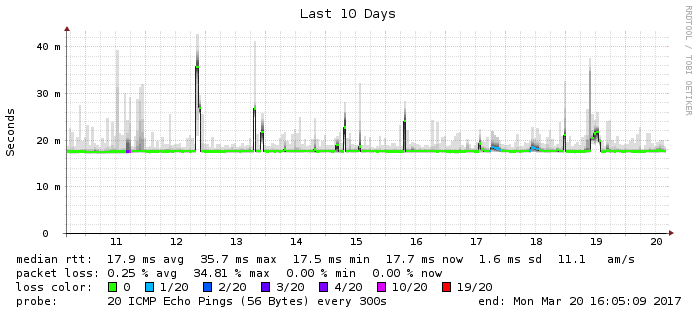 Last 10 Days
RRDTOOL / TOBI OETIKER
Seconds
40 m
30 m
20 m
10 m
0
11 12 13 14 15 16 17 18 19 20
median rtt: 17.9 ms avg 35.7 ms max 17.5 ms min 17.7 ms now 1.6 ms sd 11.1 am/s
packet loss: 0.25 % avg 34.81 % max 0.00 % min 0.00 % now
loss color: 0 1/20 2/20 3/20 4/20 10/20 19/20
probe: 20 ICMP Echo Pings (56 Bytes) every 300s end: Mon Mar 20 16:05:09 2017